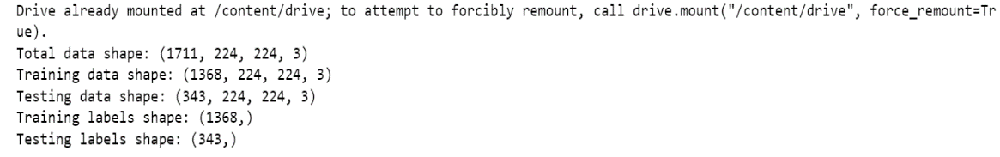 Drive already mounted at /content/drive; to attempt to forcibly remount, call drive.mount("/content/drive", force_remount=Tr
ue).
Total data shape: (1711, 224, 224, 3)
Training data shape: (1368, 224, 224, 3)
Testing data shape: (343, 224, 224, 3)
Training labels shape: (1368,)
Testing labels shape: (343,)